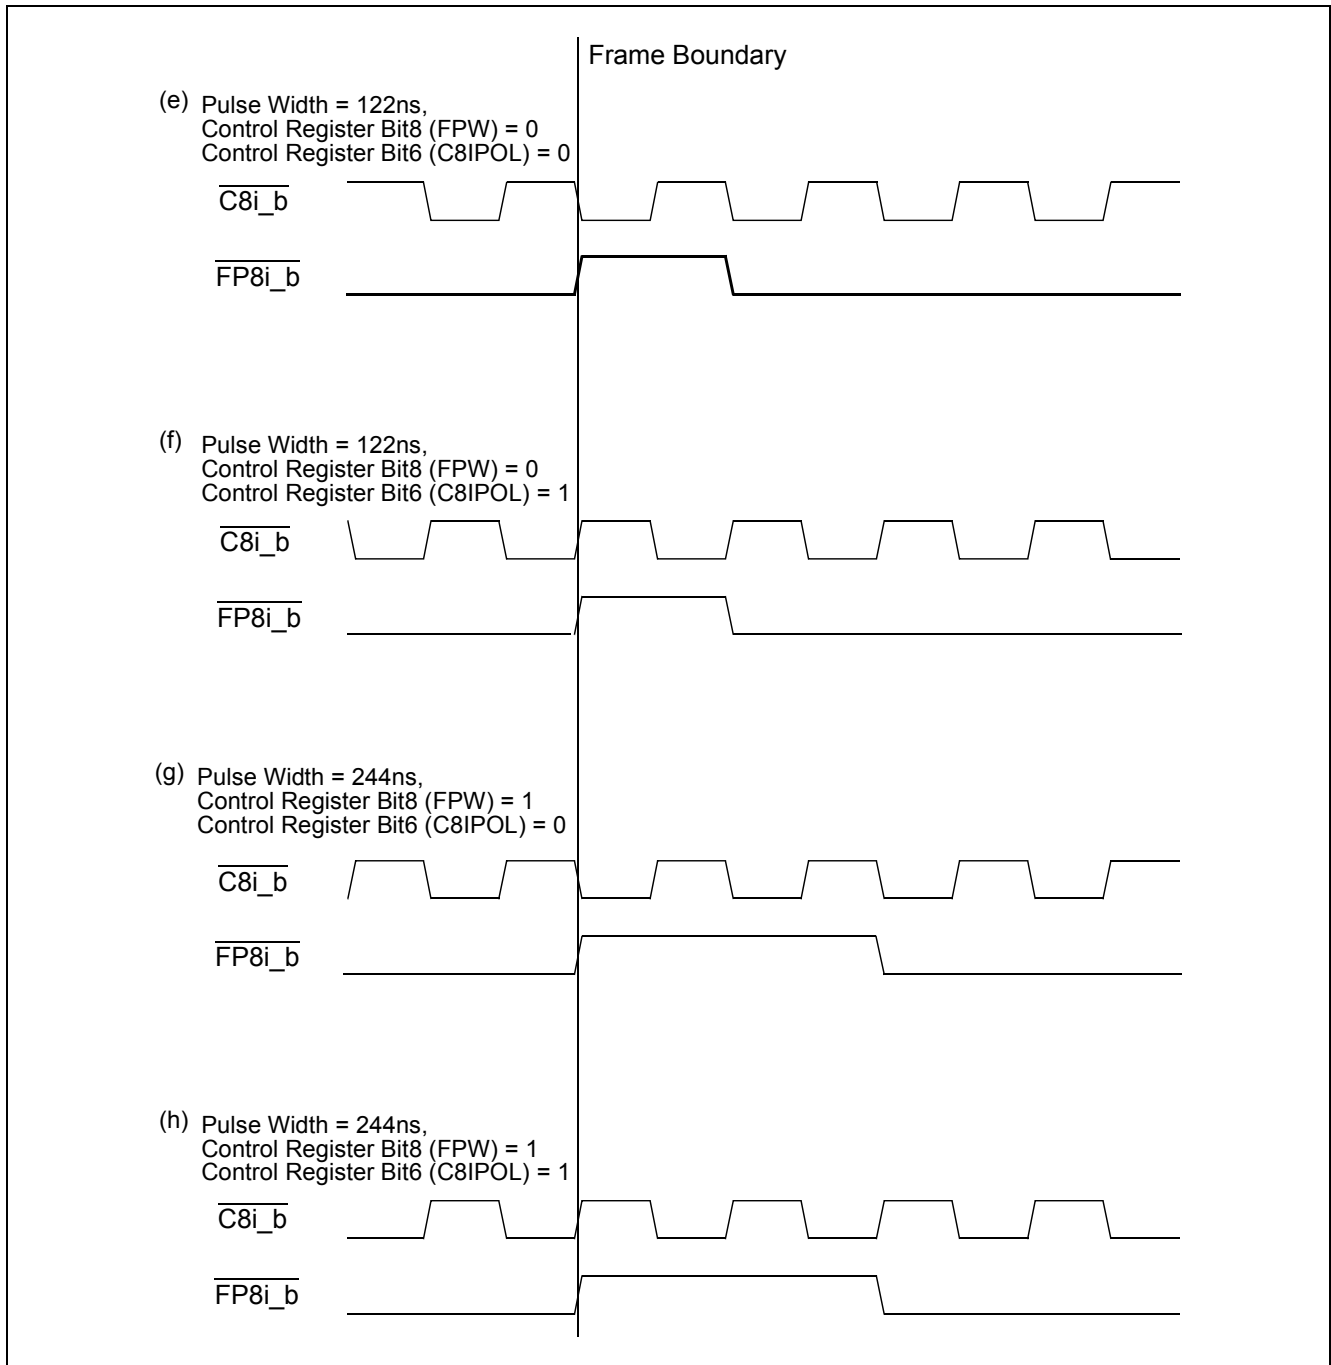 Frame Boundary
(e) Pulse Width = 122ns,
Control Register Bit8 (FPW) = 0
Control Register Bit6 (C8IPOL) = 0
C8i_b
FP8i_b
(f) Pulse Width = 122ns,
Control Register Bit8 (FPW) = 0
Control Register Bit6 (C8IPOL) = 1
C8i_b
FP8i_b
(g) Pulse Width = 244ns,
Control Register Bit8 (FPW) = 1
Control Register Bit6 (C8IPOL) = 0
C8i_b
FP8i_b
(h) Pulse Width = 244ns,
Control Register Bit8 (FPW) = 1
Control Register Bit6 (C8IPOL) = 1
C8i_b
FP8i_b